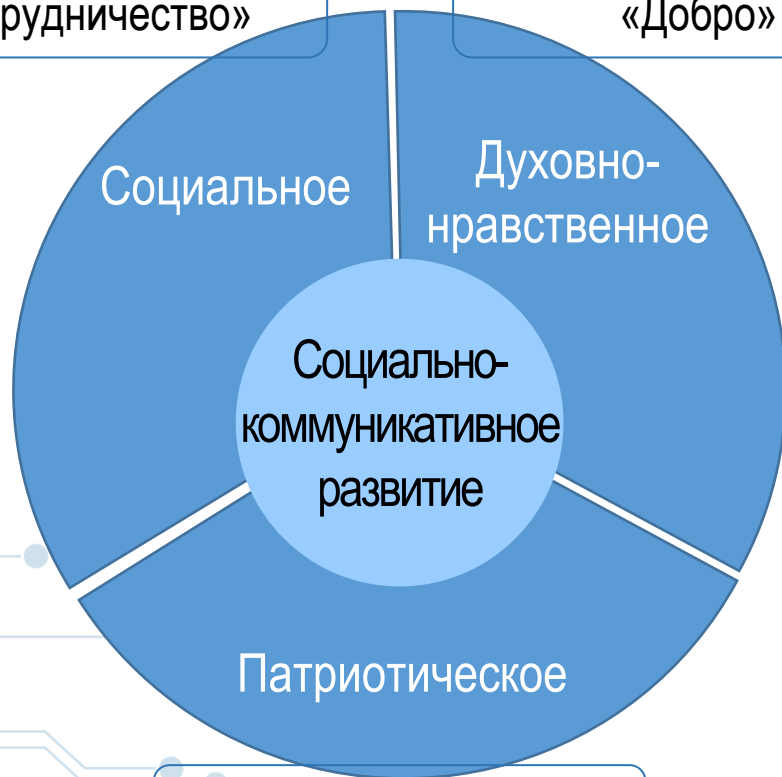 рудничество»
«Добро»
Социальное
Духовно-
нравственное
Социально-
коммуникативное
развитие
Патриотическое